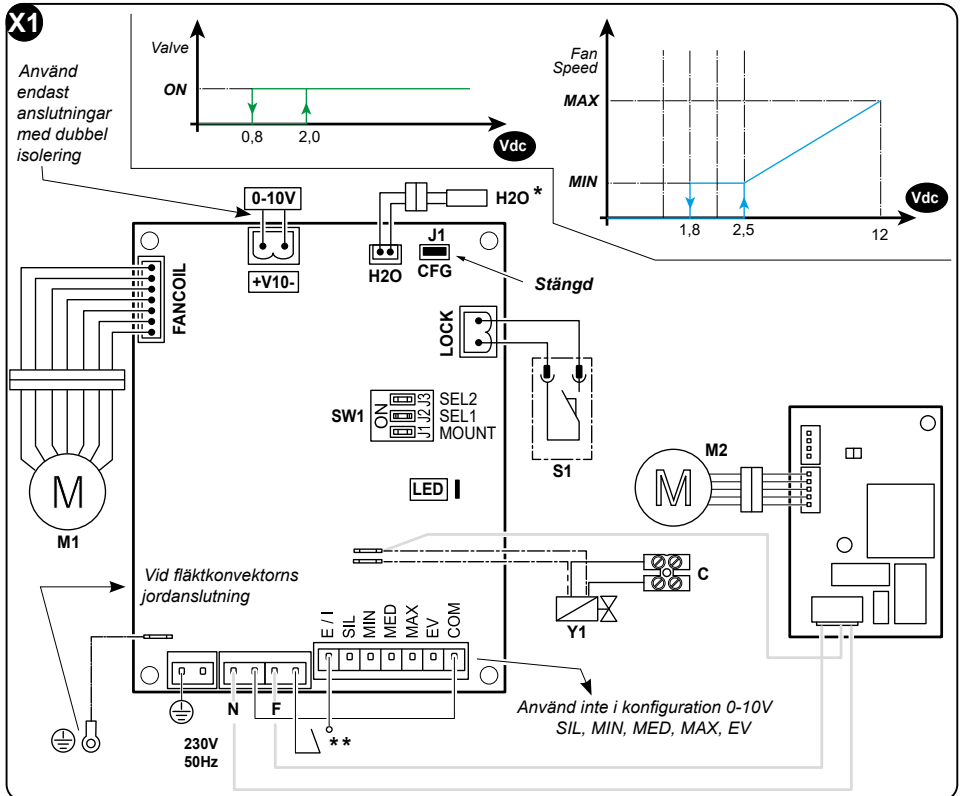 X1
Använd
endast
anslutningar
med dubbel
isolering
Valve
ON
0,8
2,0
Vdc
Fan
Speed
MAX
MIN
1,8
2,5
12
Vdc
0-10V
+V10-
H2O *
H2O
J1
CFG
Stängd
FANCOIL
LOCK
SW1
ON
J3 SEL2
J2 SEL1
J1 MOUNT
S1
LED
M
M1
M
M2
C
Y1
Vid fläktkonvektorns
jordanslutning
E / I
SIL
MIN
MED
MAX
EV
COM
N
F
230V
50Hz
**
Använd inte i konfiguration 0-10V
SIL, MIN, MED, MAX, EV